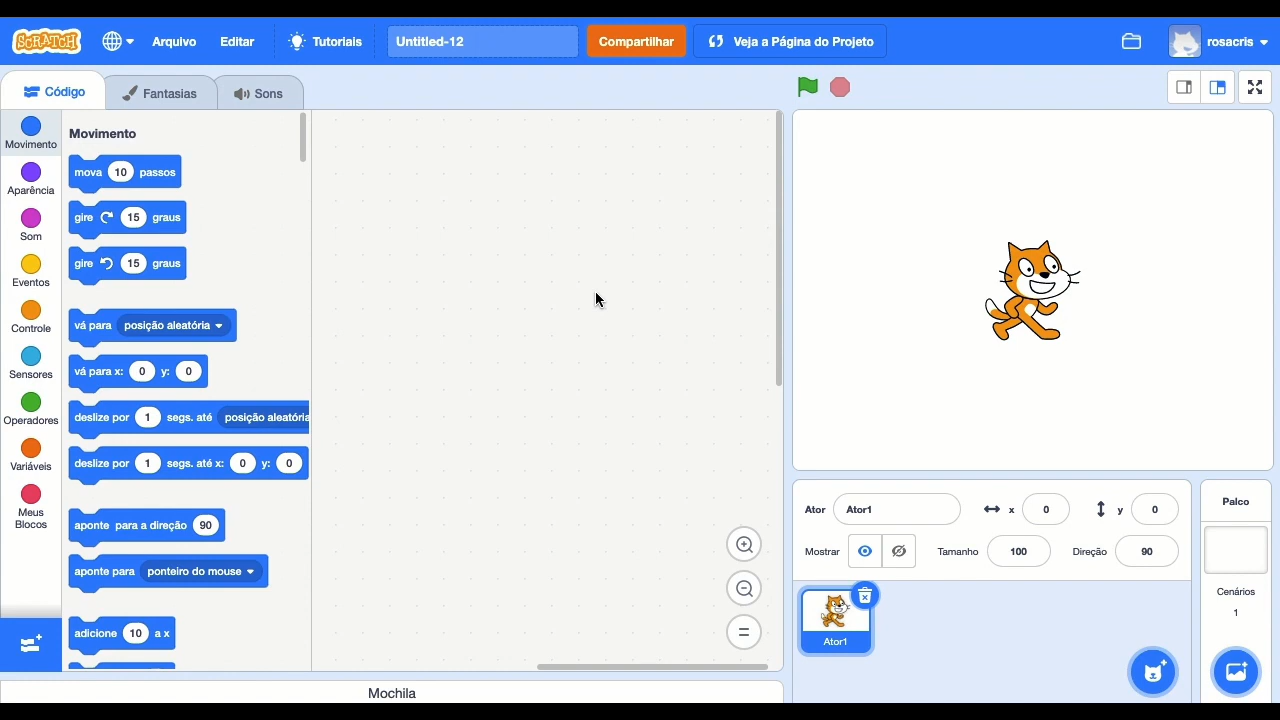 SCRATCH Arquivo Editar Tutoriais Untitled-12 Compartilhar Veja a Página do Projeto rosacris
Código Fantasias Sons
Movimento
Aparência
Som
Eventos
Controle
Sensores
Operadores
Variáveis
Meus
Blocos
Movimento
mova 10 passos
gire 15 graus
gire 15 graus
vá para posição aleatória
vá para x: 0 y: 0
deslize por 1 segs. até posição aleatória
deslize por 1 segs. até x: 0 y: 0
aponte para a direção 90
aponte para ponteiro do mouse
adicione 10 a x
Mochila
Ator Ator1 x 0 y 0
Mostrar Tamanho 100 Direção 90
Ator1
Palco
Cenários
1